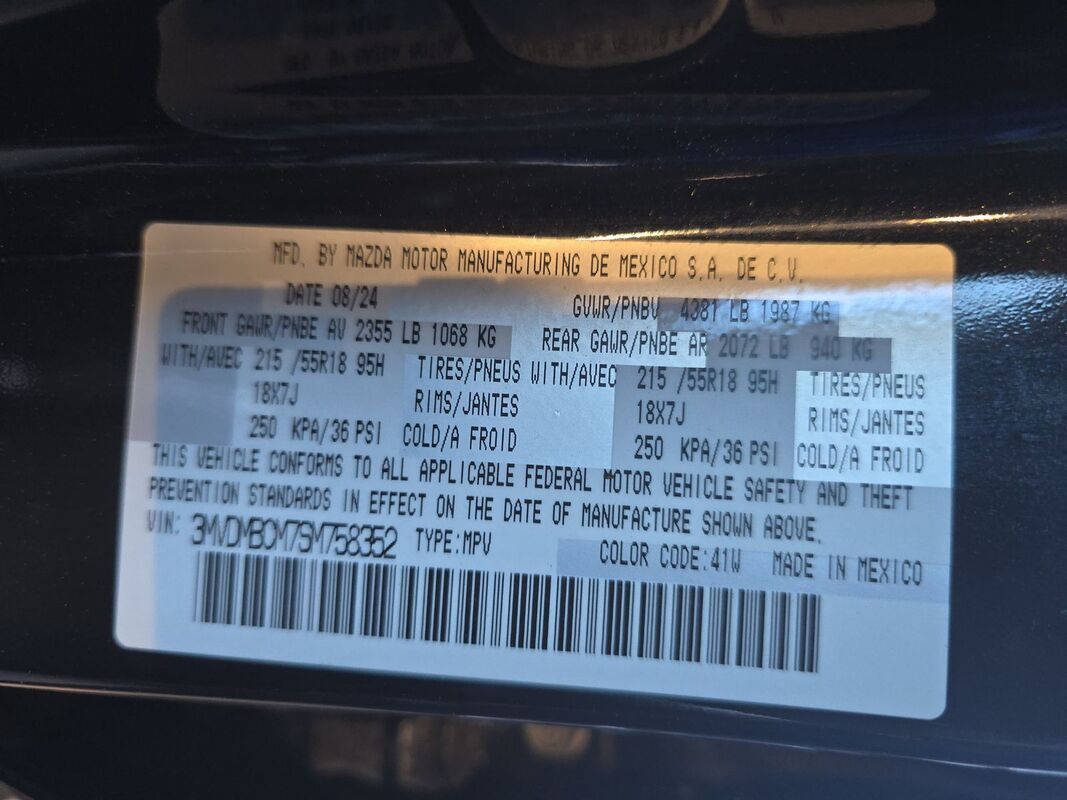 MFD. BY MAZDA MOTOR MANUFACTURING DE MEXICO S.A. DE C.V.
DATE 08/24 GVWR/PNBV 4381 LB 1987 KG
FRONT GAWR/PNBE AV 2355 LB 1068 KG REAR GAWR/PNBE AR 2072 LB 940 KG
WITH/AVEC 215 /55R18 95H TIRES/PNEUS WITH/AVEC 215 /55R18 95H TIRES/PNEUS
18X7J RIMS/JANTES 18X7J RIMS/JANTES
250 KPA/36 PSI COLD/A FROID 250 KPA/36 PSI COLD/A FROID
THIS VEHICLE CONFORMS TO ALL APPLICABLE FEDERAL MOTOR VEHICLE SAFETY AND THEFT
PREVENTION STANDARDS IN EFFECT ON THE DATE OF MANUFACTURE SHOWN ABOVE.
VIN: 3MVDMBCM7SM758352 TYPE:MPV COLOR CODE:41W MADE IN MEXICO